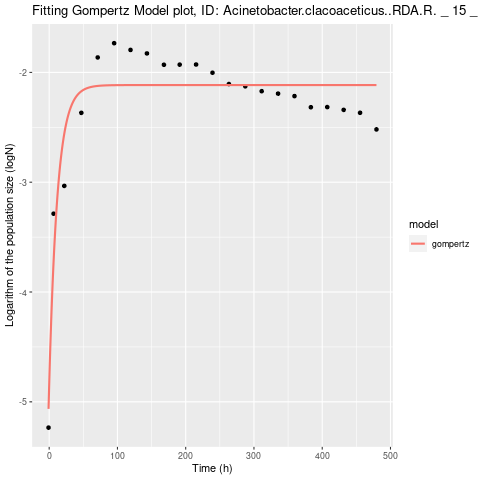 Fitting Gompertz Model plot, ID: Acinetobacter.clacoaceticus..RDA.R. _ 15 _
-2
-3
-4
-5
Logarithm of the population size (logN)
0
100
200
300
400
500
Time (h)
model
gompertz